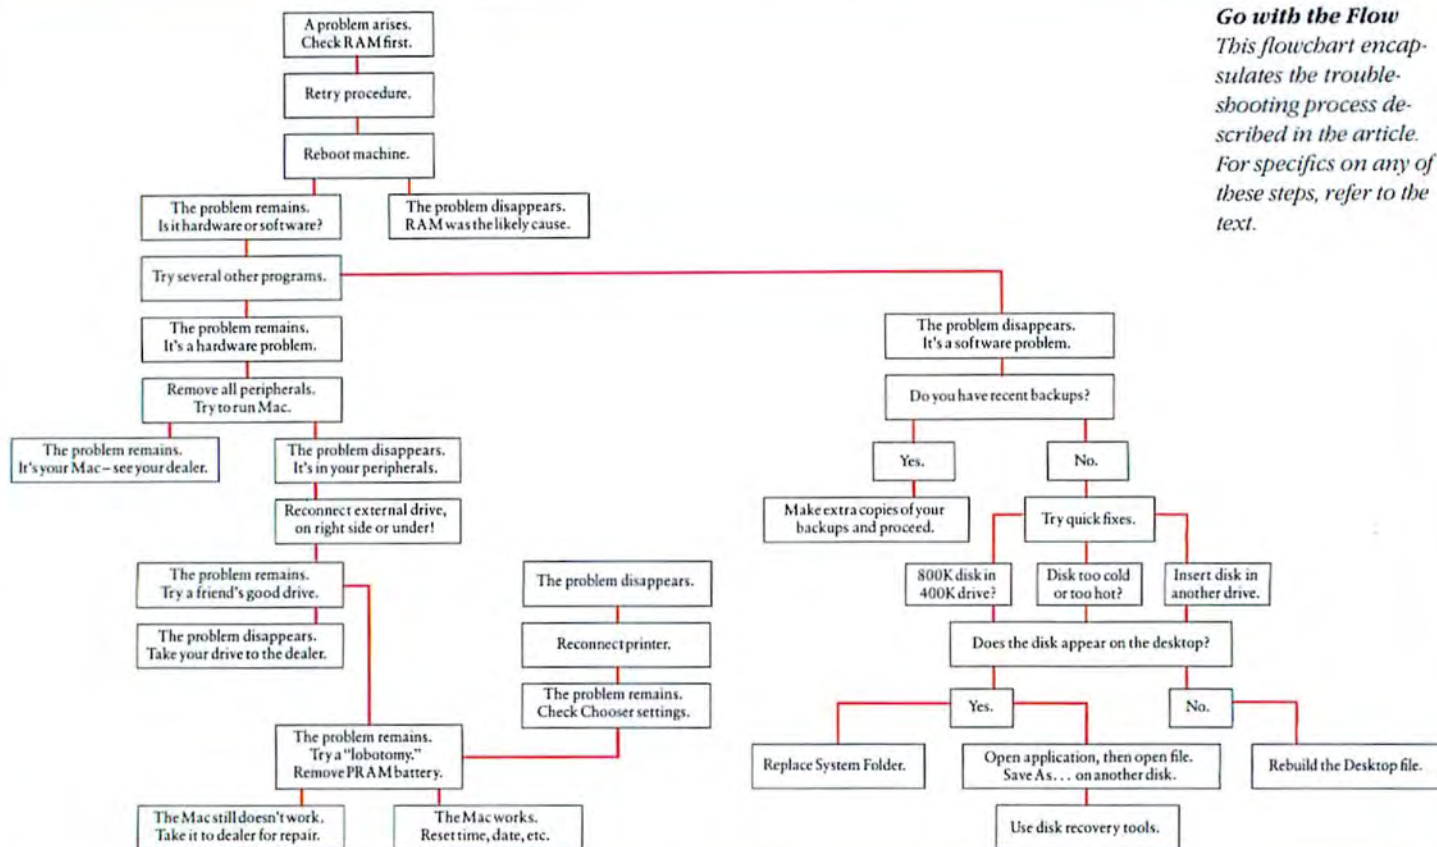 Go with the Flow
This flowchart encap-
sulates the trouble-
shooting process de-
scribed in the article.
For specifics on any of
these steps, refer to the
text.
A problem arises.
Check RAM first.
Retry procedure.
Reboot machine.
The problem remains.
Is it hardware or software?
The problem disappears.
RAM was the likely cause.
Try several other programs.
The problem remains.
It's a hardware problem.
Remove all peripherals.
Try to run Mac.
The problem remains.
It's your Mac – see your dealer.
The problem disappears.
It's in your peripherals.
Reconnect external drive,
on right side or under!
The problem remains.
Try a friend's good drive.
The problem disappears.
Take your drive to the dealer.
The problem disappears.
Reconnect printer.
The problem remains.
Check Chooser settings.
The problem remains.
Try a "lobotomy."
Remove PRAM battery.
The Mac still doesn't work.
Take it to dealer for repair.
The Mac works.
Reset time, date, etc.
The problem disappears.
It's a software problem.
Do you have recent backups?
Yes.
No.
Make extra copies of your
backups and proceed.
Try quick fixes.
800K disk in
400K drive?
Disk too cold
or too hot?
Insert disk in
another drive.
Does the disk appear on the desktop?
Yes.
No.
Replace System Folder.
Open application, then open file.
Save As... on another disk.
Rebuild the Desktop file.
Use disk recovery tools.